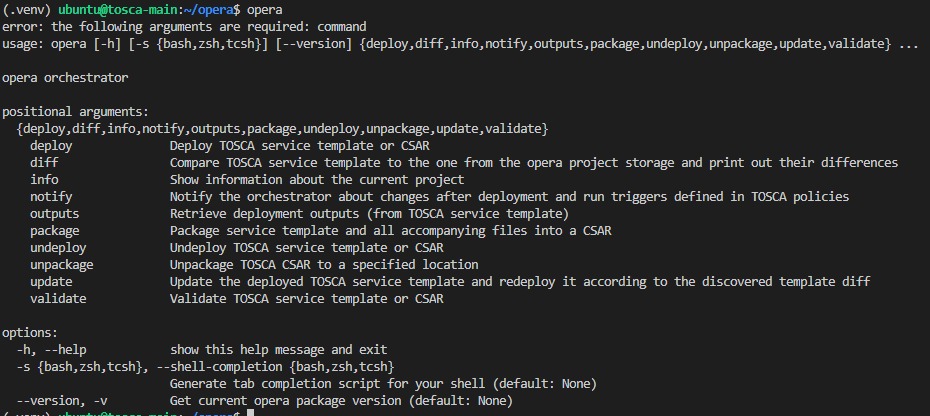 (.venv) ubuntu@tosca-main:~/opera$ opera
error: the following arguments are required: command
usage: opera [-h] [-s {bash,zsh,tcsh}] [--version] {deploy,diff,info,notify,outputs,package,undeploy,unpackage,update,validate} ...
opera orchestrator
positional arguments:
  {deploy,diff,info,notify,outputs,package,undeploy,unpackage,update,validate}
    deploy              Deploy TOSCA service template or CSAR
    diff                Compare TOSCA service template to the one from the opera project storage and print out their differences
    info                Show information about the current project
    notify              Notify the orchestrator about changes after deployment and run triggers defined in TOSCA policies
    outputs             Retrieve deployment outputs (from TOSCA service template)
    package             Package service template and all accompanying files into a CSAR
    undeploy            Undeploy TOSCA service template or CSAR
    unpackage           Unpackage TOSCA CSAR to a specified location
    update              Update the deployed TOSCA service template and redeploy it according to the discovered template diff
    validate            Validate TOSCA service template or CSAR
options:
  -h, --help            show this help message and exit
  -s {bash,zsh,tcsh}, --shell-completion {bash,zsh,tcsh}
                        Generate tab completion script for your shell (default: None)
  --version, -v         Get current opera package version (default: None)
(.venv) ubuntu@tosca-main:~/opera$